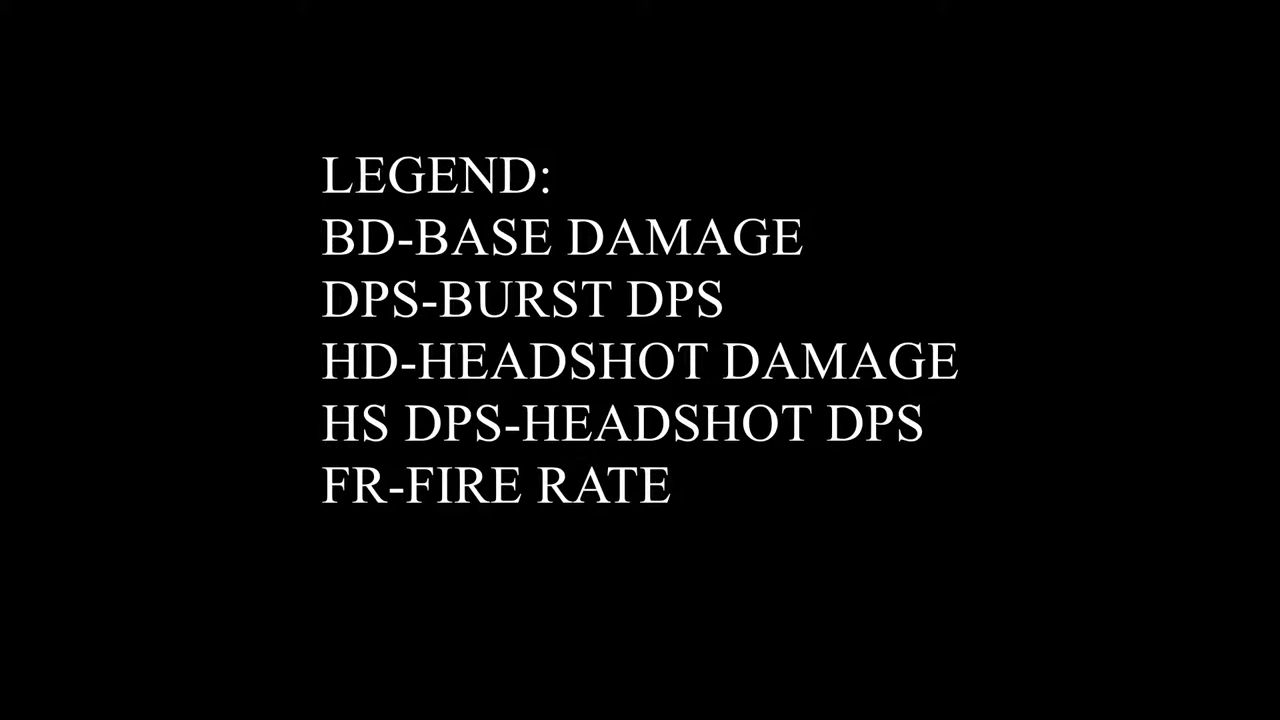 LEGEND:
BD-BASE DAMAGE
DPS-BURST DPS
HD-HEADSHOT DAMAGE
HS DPS-HEADSHOT DPS
FR-FIRE RATE